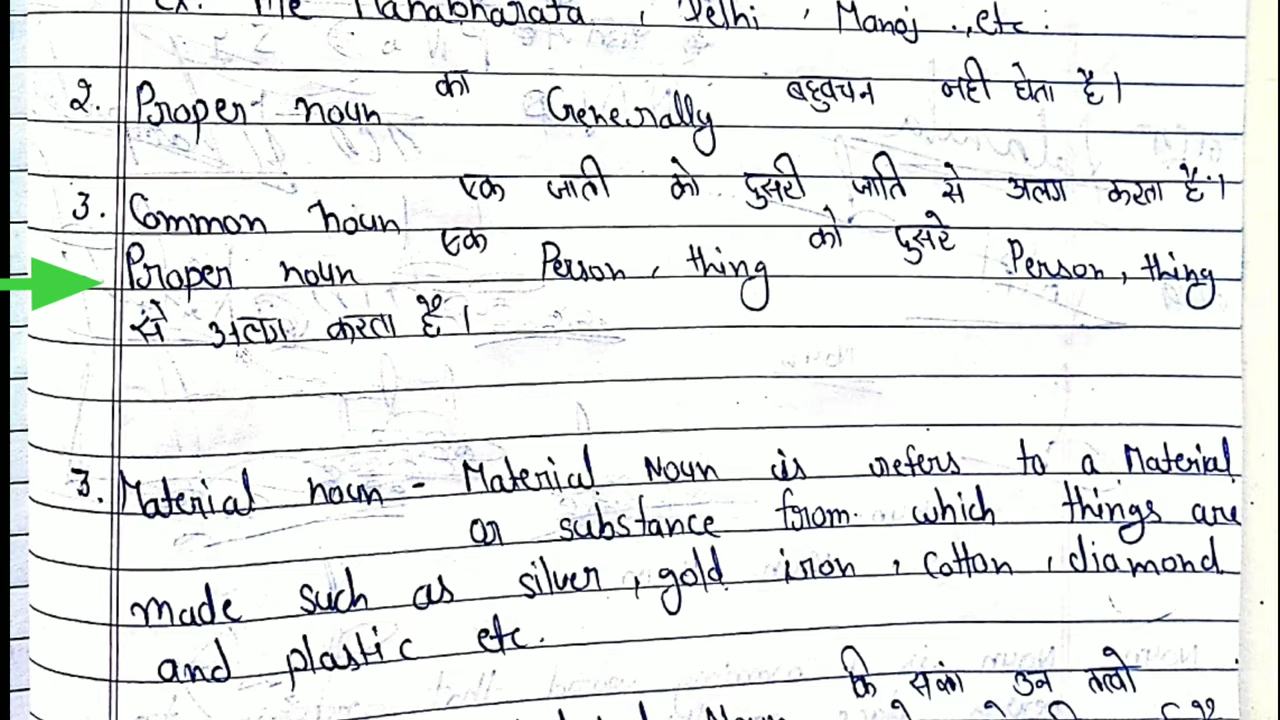 Ex. The Mahabharata, Delhi, Manoj ., etc.
2. Proper noun का Generally बहुवचन नही होता है।
3. Common noun एक जाती को दुसरी जाति से अलग करता है।
Proper noun एक Person, thing को दुसरे Person, thing
से अलग करता है।
3. Material noun - Material Noun is refers to a Material
or substance from which things are
made such as silver, gold iron, cotton, diamond
and plastic etc.
उन तत्वो
Noun